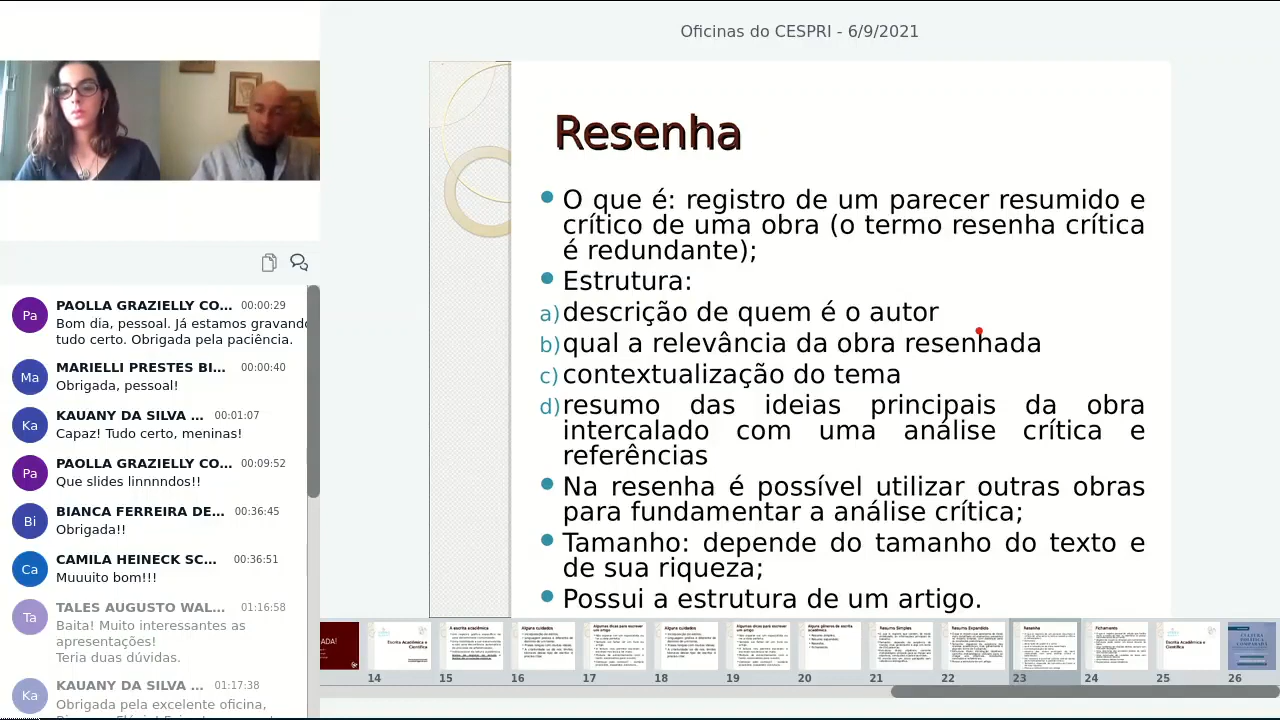 Oficinas do CESPRI - 6/9/2021
Resenha
O que é: registro de um parecer resumido e
crítico de uma obra (o termo resenha crítica
é redundante);
Estrutura:
a) descrição de quem é o autor
b) qual a relevância da obra resenhada
c) contextualização do tema
d) resumo das ideias principais da obra
intercalado com uma análise crítica e
referências
Na resenha é possível utilizar outras obras
para fundamentar a análise crítica;
Tamanho: depende do tamanho do texto e
de sua riqueza;
Possui a estrutura de um artigo.
Pa PAOLLA GRAZIELLY CO... 00:00:29
Bom dia, pessoal. Já estamos gravando
tudo certo. Obrigada pela paciência.
Ma MARIELLI PRESTES BI... 00:00:40
Obrigada, pessoal!
Ka KAUANY DA SILVA ... 00:01:07
Capaz! Tudo certo, meninas!
Pa PAOLLA GRAZIELLY CO... 00:09:52
Que slides linnnndos!!
Bi BIANCA FERREIRA DE... 00:36:45
Obrigada!!
Ca CAMILA HEINECK SC... 00:36:51
Muuuito bom!!!
Ta TALES AUGUSTO WAL... 01:16:58
Baita! Muito interessantes as
apresentações!
Teria duas dúvidas.
Ka KAUANY DA SILVA ... 01:17:38
Obrigada pela excelente oficina,
14 15 16 17 18 19 20 21 22 23 24 25 26